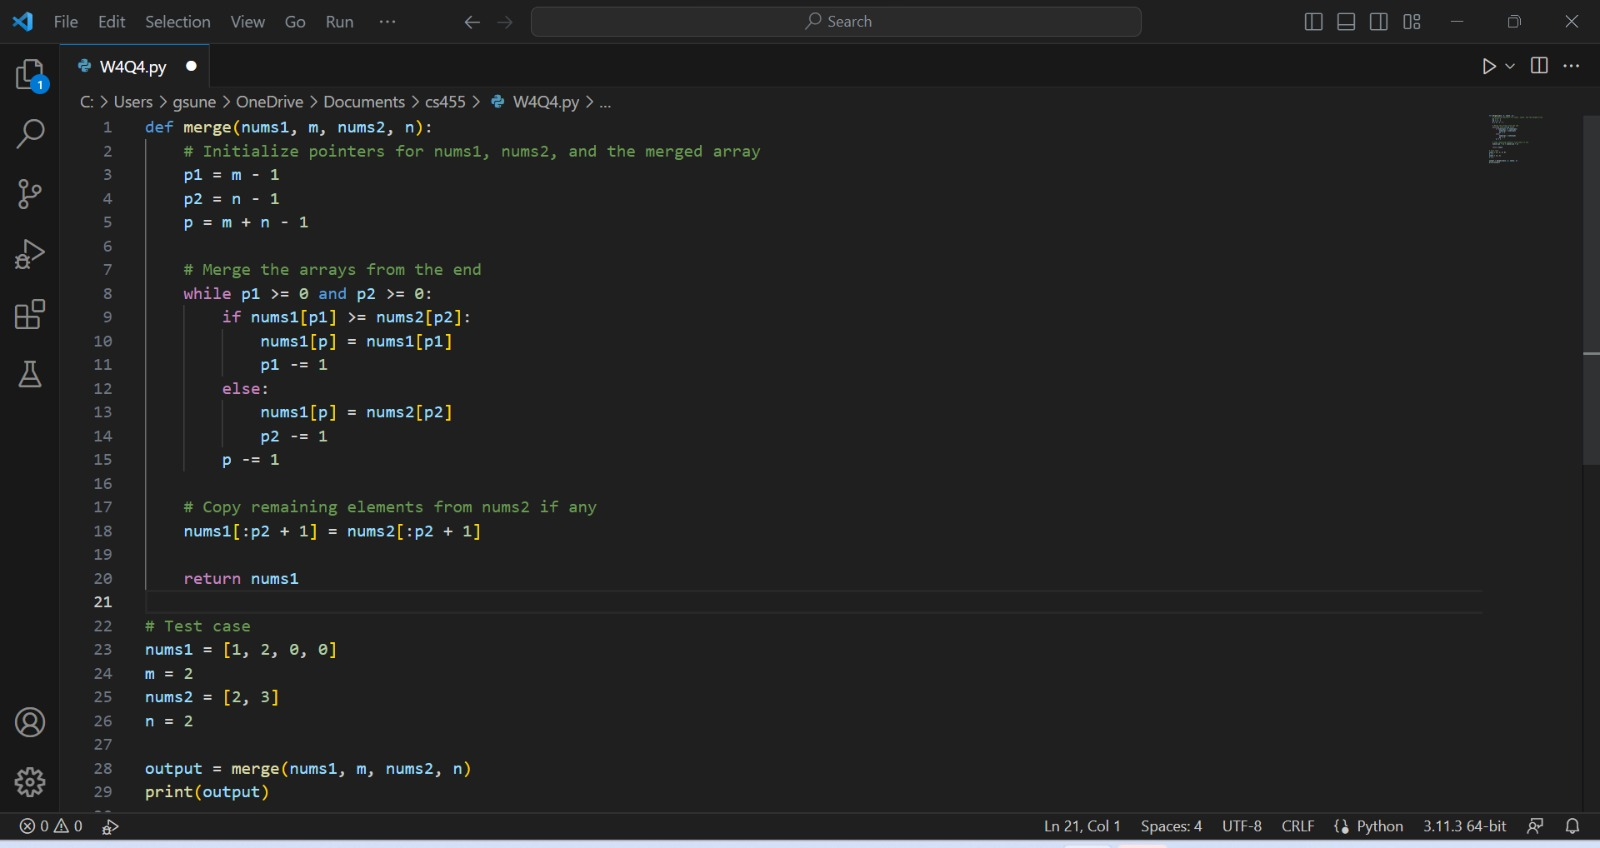 File Edit Selection View Go Run ··· ← → Search
1
W4Q4.py ●
C: > Users > gsune > OneDrive > Documents > cs455 > W4Q4.py > ...
1 def merge(nums1, m, nums2, n):
2     # Initialize pointers for nums1, nums2, and the merged array
3     p1 = m - 1
4     p2 = n - 1
5     p = m + n - 1
6
7     # Merge the arrays from the end
8     while p1 >= 0 and p2 >= 0:
9         if nums1[p1] >= nums2[p2]:
10             nums1[p] = nums1[p1]
11             p1 -= 1
12         else:
13             nums1[p] = nums2[p2]
14             p2 -= 1
15         p -= 1
16
17     # Copy remaining elements from nums2 if any
18     nums1[:p2 + 1] = nums2[:p2 + 1]
19
20     return nums1
21
22 # Test case
23 nums1 = [1, 2, 0, 0]
24 m = 2
25 nums2 = [2, 3]
26 n = 2
27
28 output = merge(nums1, m, nums2, n)
29 print(output)
0 0 Ln 21, Col 1 Spaces: 4 UTF-8 CRLF Python 3.11.3 64-bit